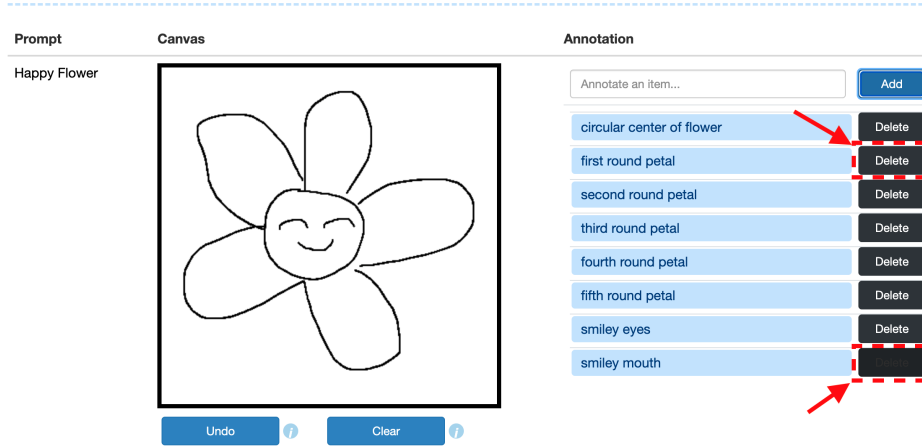 Prompt Canvas Annotation
Happy Flower
Annotate an item... Add
circular center of flower Delete
first round petal Delete
second round petal Delete
third round petal Delete
fourth round petal Delete
fifth round petal Delete
smiley eyes Delete
smiley mouth Delete
Undo i Clear i